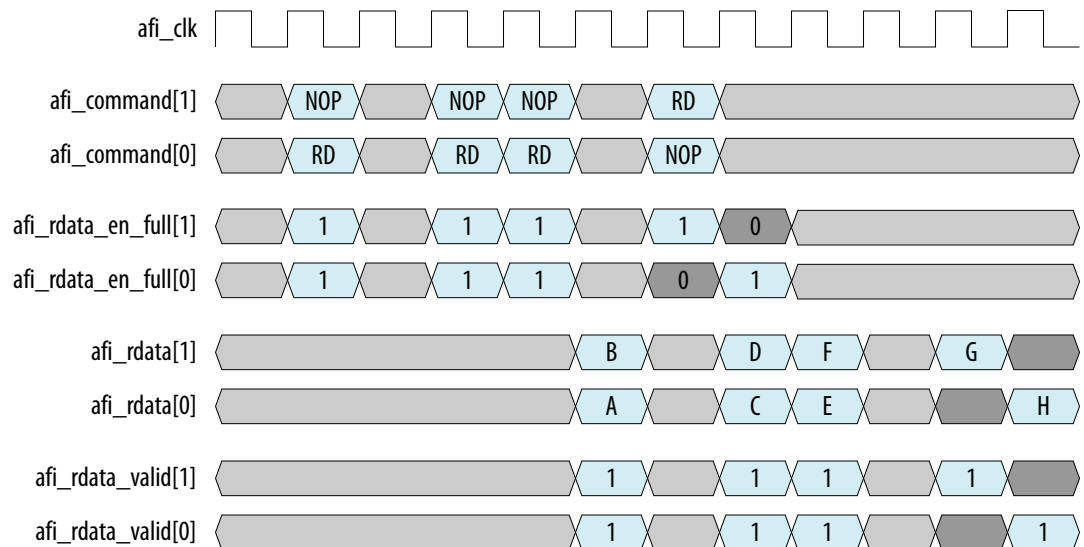 afi_clk
afi_command[1] NOP NOP NOP RD
afi_command[0] RD RD RD NOP
afi_rdata_en_full[1] 1 1 1 1 0
afi_rdata_en_full[0] 1 1 1 0 1
afi_rdata[1] B D F G
afi_rdata[0] A C E H
afi_rdata_valid[1] 1 1 1 1
afi_rdata_valid[0] 1 1 1 1